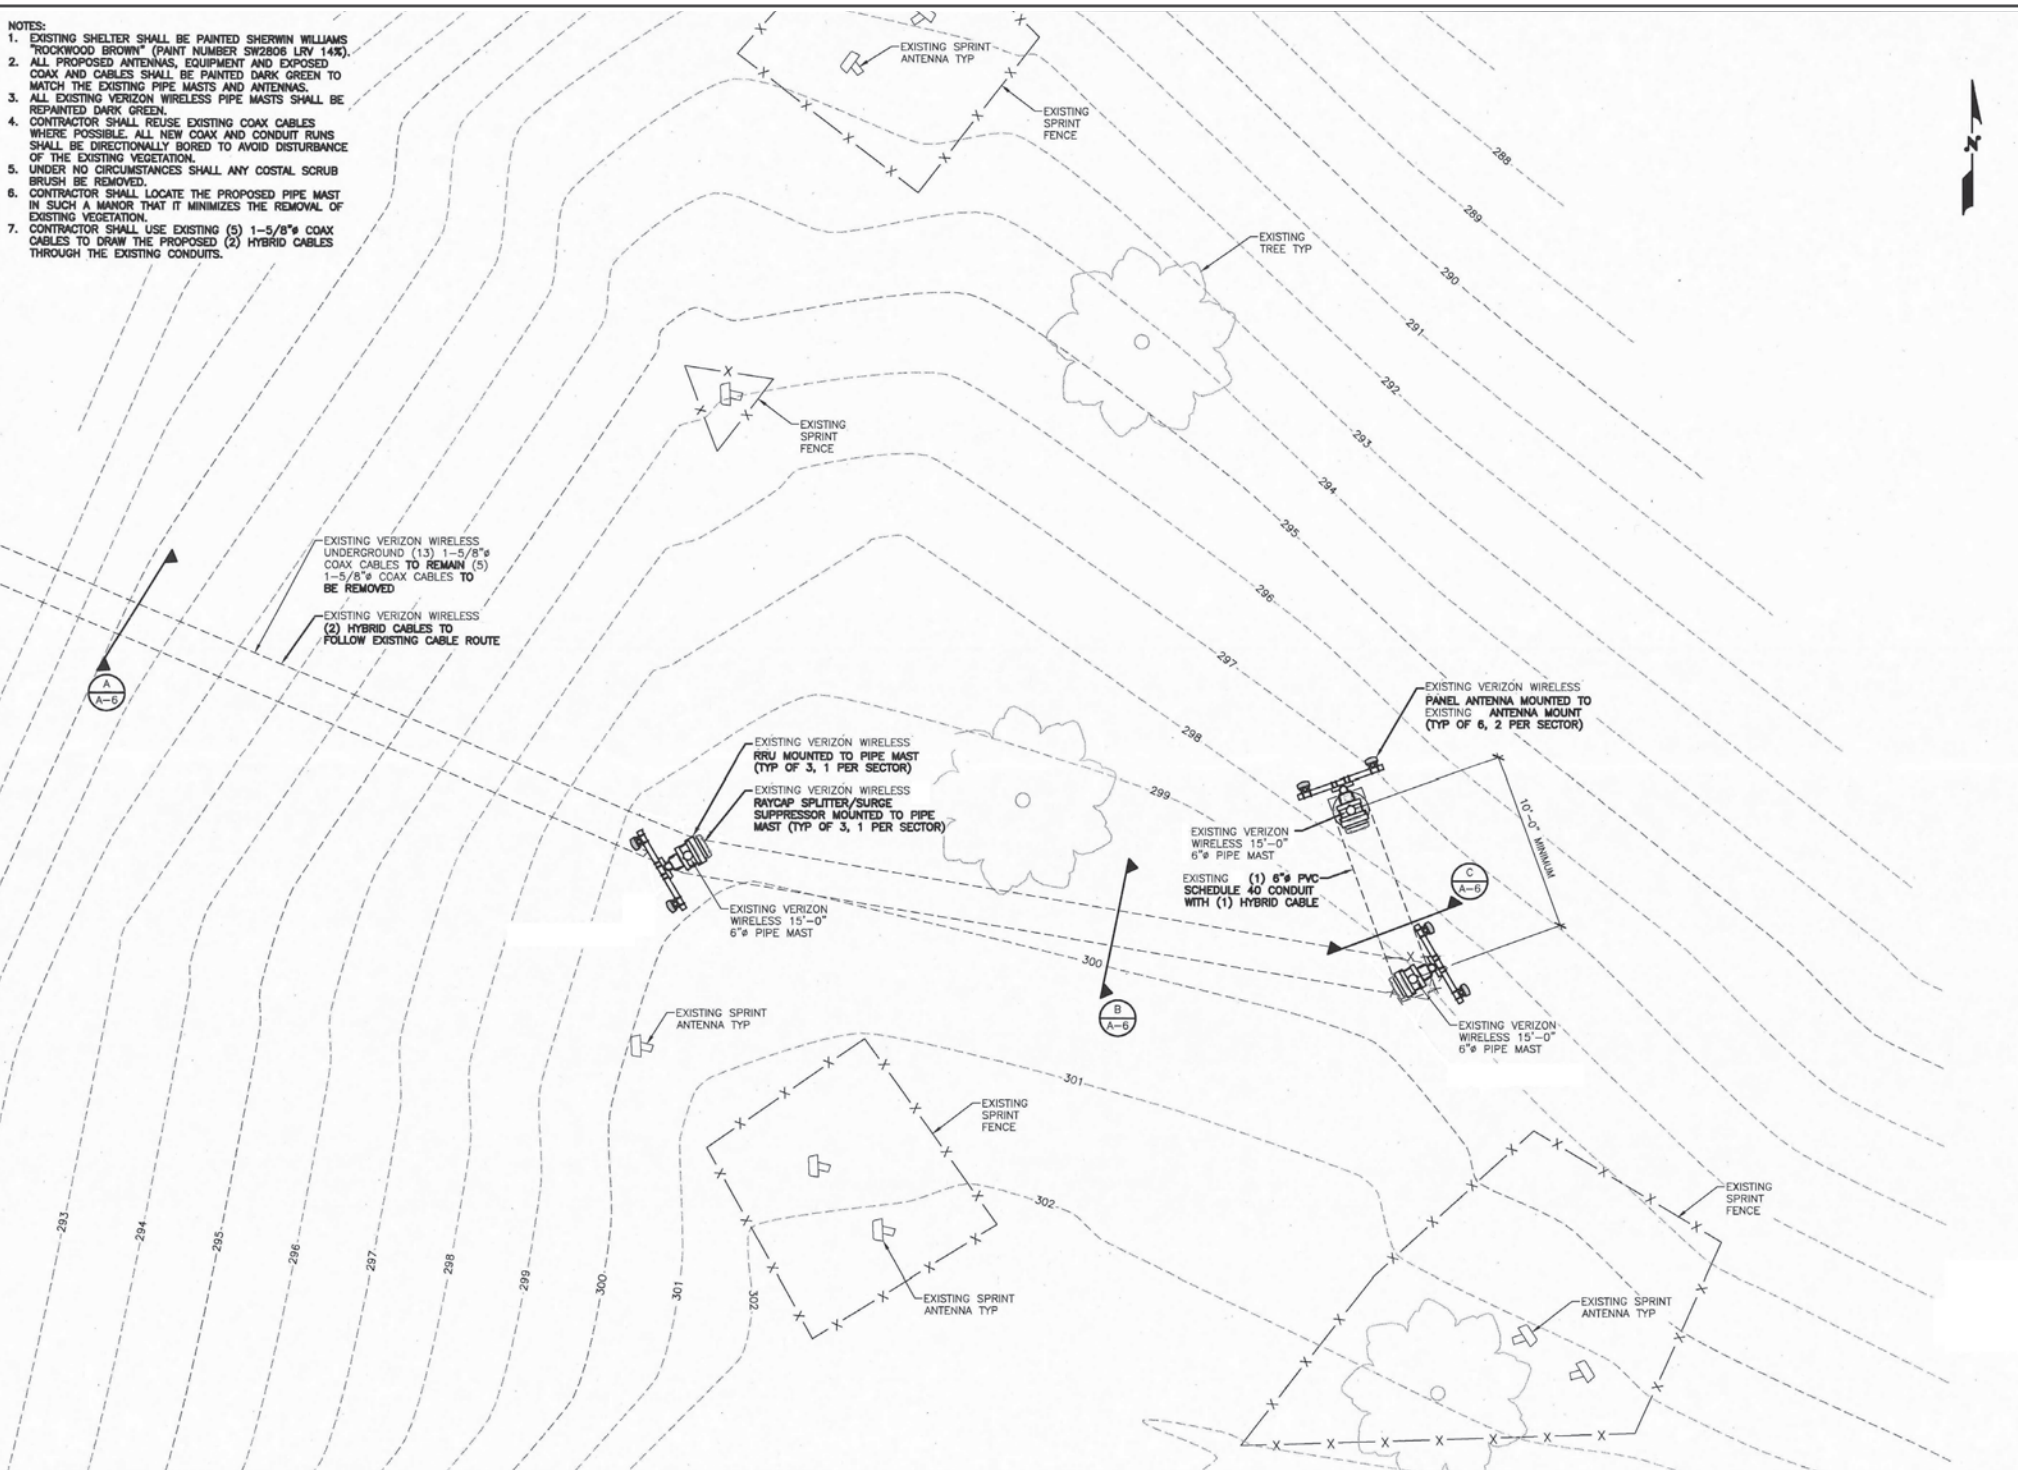 NOTES:
1. EXISTING SHELTER SHALL BE PAINTED SHERWIN WILLIAMS
"ROCKWOOD BROWN" (PAINT NUMBER SW2806 LRV 14%).
2. ALL PROPOSED ANTENNAS, EQUIPMENT AND EXPOSED
COAX AND CABLES SHALL BE PAINTED DARK GREEN TO
MATCH THE EXISTING PIPE MASTS AND ANTENNAS.
3. ALL EXISTING VERIZON WIRELESS PIPE MASTS SHALL BE
REPAINTED DARK GREEN.
4. CONTRACTOR SHALL REUSE EXISTING COAX CABLES
WHERE POSSIBLE. ALL NEW COAX AND CONDUIT RUNS
SHALL BE DIRECTIONALLY BORED TO AVOID DISTURBANCE
OF THE EXISTING VEGETATION.
5. UNDER NO CIRCUMSTANCES SHALL ANY COSTAL SCRUB
BRUSH BE REMOVED.
6. CONTRACTOR SHALL LOCATE THE PROPOSED PIPE MAST
IN SUCH A MANOR THAT IT MINIMIZES THE REMOVAL OF
EXISTING VEGETATION.
7. CONTRACTOR SHALL USE EXISTING (5) 1-5/8"ø COAX
CABLES TO DRAW THE PROPOSED (2) HYBRID CABLES
THROUGH THE EXISTING CONDUITS.
EXISTING SPRINT
ANTENNA TYP
EXISTING
SPRINT
FENCE
N
288
289
290
291
292
293
294
295
296
297
298
299
300
301
302
EXISTING
TREE TYP
EXISTING
SPRINT
FENCE
EXISTING VERIZON WIRELESS
UNDERGROUND (13) 1-5/8"ø
COAX CABLES TO REMAIN (5)
1-5/8"ø COAX CABLES TO
BE REMOVED
EXISTING VERIZON WIRELESS
(2) HYBRID CABLES TO
FOLLOW EXISTING CABLE ROUTE
A
A-6
EXISTING VERIZON WIRELESS
RRU MOUNTED TO PIPE MAST
(TYP OF 3, 1 PER SECTOR)
EXISTING VERIZON WIRELESS
RAYCAP SPLITTER/SURGE
SUPPRESSOR MOUNTED TO PIPE
MAST (TYP OF 3, 1 PER SECTOR)
EXISTING VERIZON
WIRELESS 15'-0"
6"ø PIPE MAST
EXISTING VERIZON WIRELESS
PANEL ANTENNA MOUNTED TO
EXISTING ANTENNA MOUNT
(TYP OF 6, 2 PER SECTOR)
10'-0" MINIMUM
EXISTING VERIZON
WIRELESS 15'-0"
6"ø PIPE MAST
EXISTING (1) 6"ø PVC
SCHEDULE 40 CONDUIT
WITH (1) HYBRID CABLE
C
A-6
B
A-6
EXISTING VERIZON
WIRELESS 15'-0"
6"ø PIPE MAST
EXISTING SPRINT
ANTENNA TYP
EXISTING
SPRINT
FENCE
EXISTING SPRINT
ANTENNA TYP
EXISTING
SPRINT
FENCE
EXISTING SPRINT
ANTENNA TYP
293
294
295
296
297
298
299
300
301
302